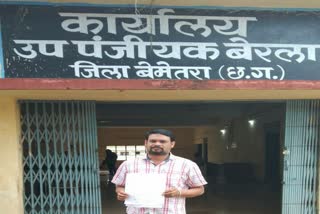 कार्यालय
उप पंजीयक बेरला
जिला बेमेतरा (छ.ग.)